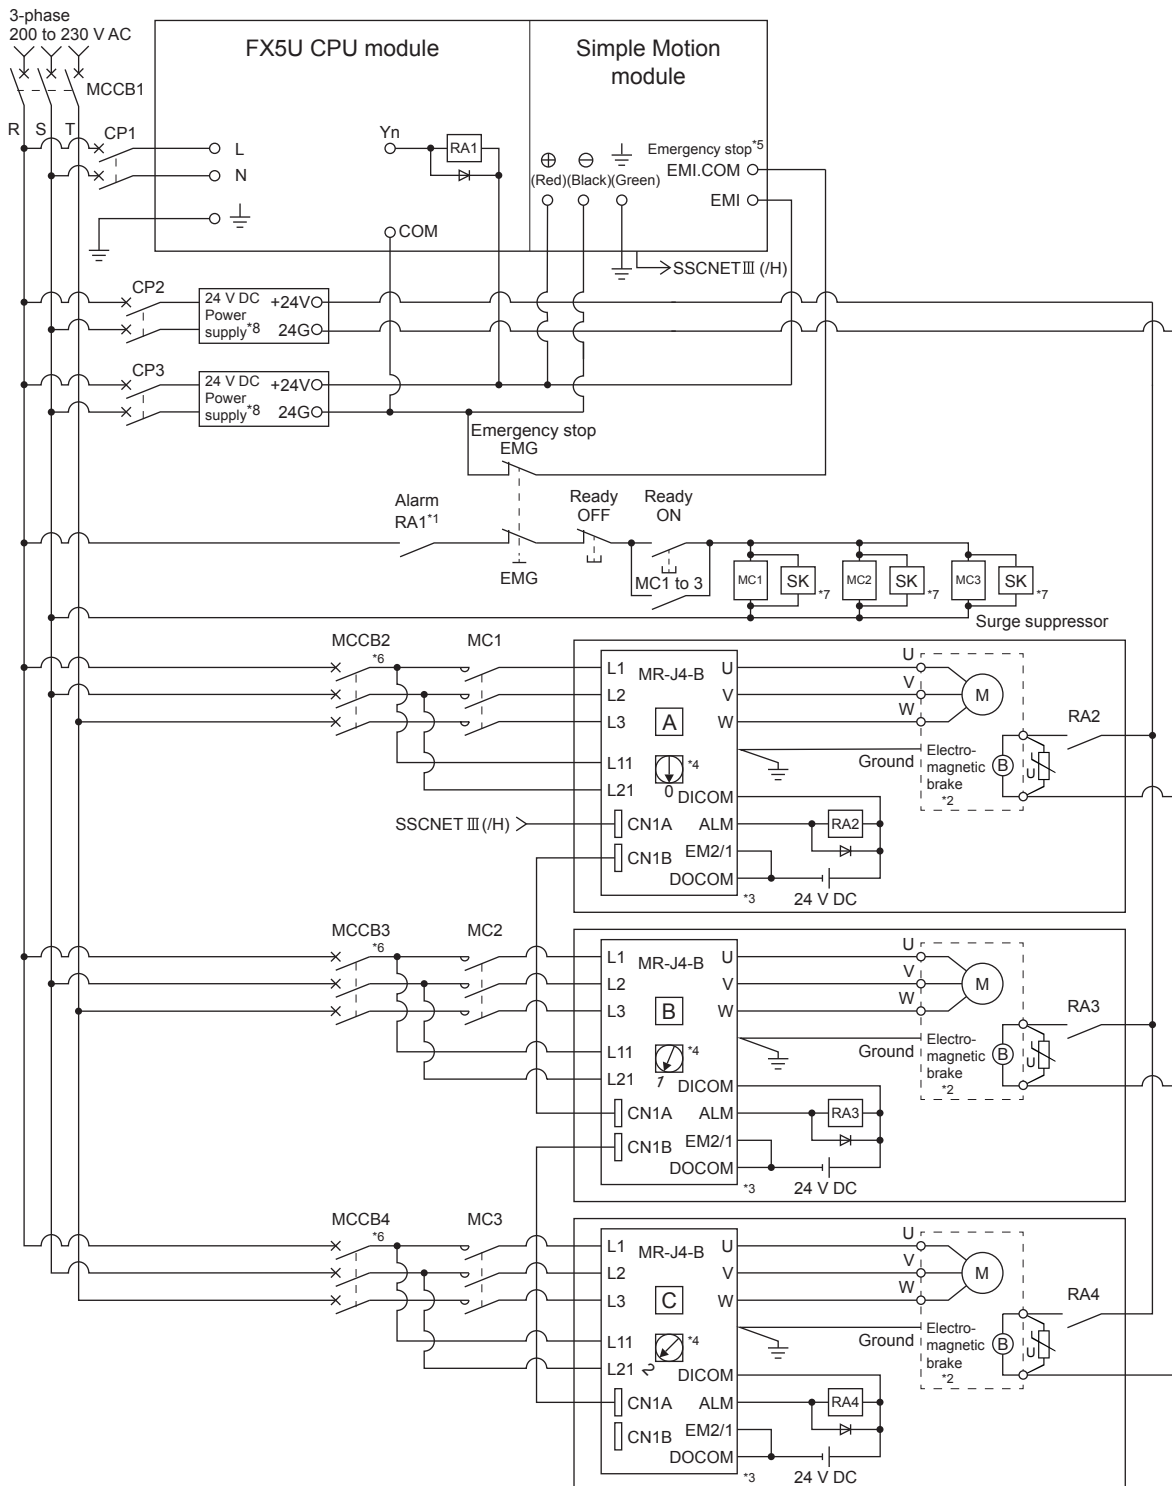 3-phase
200 to 230 V AC
MCCB1
R S T
CP1
FX5U CPU module
Simple Motion
module
L
N
Yn
RA1
COM
⊕ ⊖
(Red)(Black)(Green)
Emergency stop*5
EMI.COM
EMI
SSCNETⅢ(/H)
CP2
24 V DC
Power
supply*8
+24V
24G
CP3
24 V DC
Power
supply*8
+24V
24G
Emergency stop
EMG
Alarm
RA1*1
EMG
Ready
OFF
Ready
ON
MC1 to 3
MC1 SK *7
MC2 SK *7
MC3 SK *7
Surge suppressor
MCCB2
*6
MC1
L1
L2
L3
L11
L21
CN1A
CN1B
MR-J4-B
A
*4
0
U
V
W
DICOM
ALM
EM2/1
DOCOM
*3
SSCNETⅢ(/H)
U
V
W
M
Ground
Electro-
magnetic
brake
*2
B
U
RA2
RA2
24 V DC
MCCB3
*6
MC2
L1
L2
L3
L11
L21
CN1A
CN1B
MR-J4-B
B
*4
1
U
V
W
DICOM
ALM
EM2/1
DOCOM
*3
U
V
W
M
Ground
Electro-
magnetic
brake
*2
B
U
RA3
RA3
24 V DC
MCCB4
*6
MC3
L1
L2
L3
L11
L21
CN1A
CN1B
MR-J4-B
C
*4
2
U
V
W
DICOM
ALM
EM2/1
DOCOM
*3
U
V
W
M
Ground
Electro-
magnetic
brake
*2
B
U
RA4
RA4
24 V DC